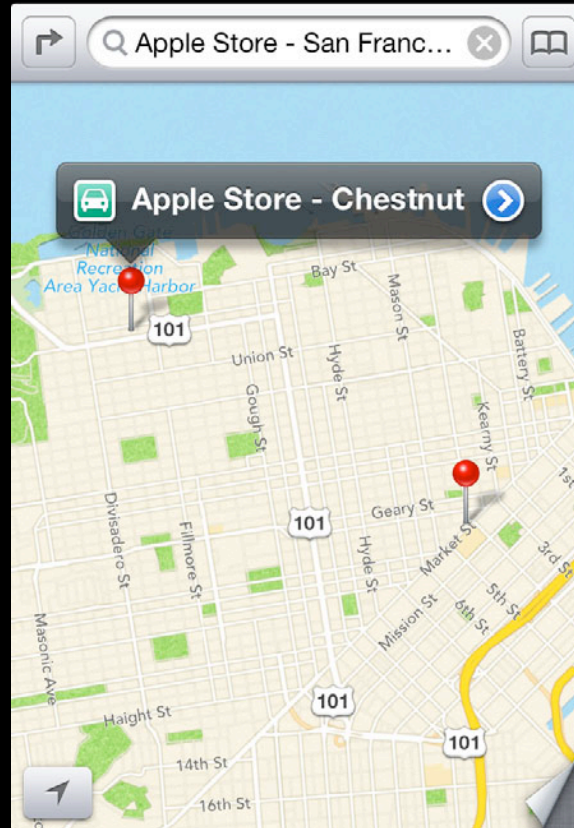 Apple Store - San Franc...
Apple Store - Chestnut
Golden Gate
National
Recreation
Area Yacht Harbor
Bay St
Mason St
101
Battery St
Union St
Hyde St
Gough St
Kearny St
1st
Geary St
101
Market St
Divisadero St
Fillmore St
Hyde St
3rd St
5th St
6th St
Mission St
Masonic Ave
101
Haight St
101
14th St
16th St